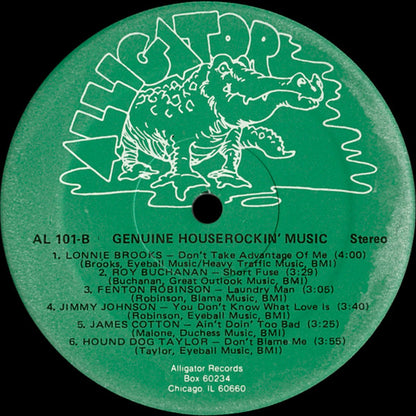 ALLIGATOR
AL 101-B GENUINE HOUSEROCKIN' MUSIC Stereo
1. LONNIE BROOKS – Don't Take Advantage Of Me (4:00)
(Brooks, Eyeball Music/Heavy Traffic Music, BMI)
2. ROY BUCHANAN – Short Fuse (3:29)
(Buchanan, Great Outlook Music, BMI)
3. FENTON ROBINSON – Laundry Man (3:05)
(Robinson, Blama Music, BMI)
4. JIMMY JOHNSON – You Don't Know What Love Is (3:40)
(Robinson, Eyeball Music, BMI)
5. JAMES COTTON – Ain't Doin' Too Bad (3:25)
(Malone, Duchess Music, BMI)
6. HOUND DOG TAYLOR – Don't Blame Me (3:55)
(Taylor, Eyeball Music, BMI)
Alligator Records
Box 60234
Chicago IL 60660